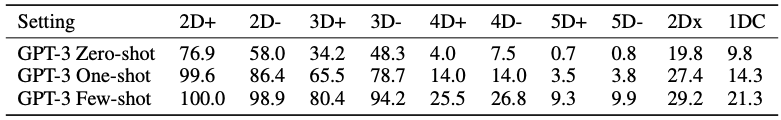 Setting 2D+ 2D- 3D+ 3D- 4D+ 4D- 5D+ 5D- 2Dx 1DC
GPT-3 Zero-shot 76.9 58.0 34.2 48.3 4.0 7.5 0.7 0.8 19.8 9.8
GPT-3 One-shot 99.6 86.4 65.5 78.7 14.0 14.0 3.5 3.8 27.4 14.3
GPT-3 Few-shot 100.0 98.9 80.4 94.2 25.5 26.8 9.3 9.9 29.2 21.3